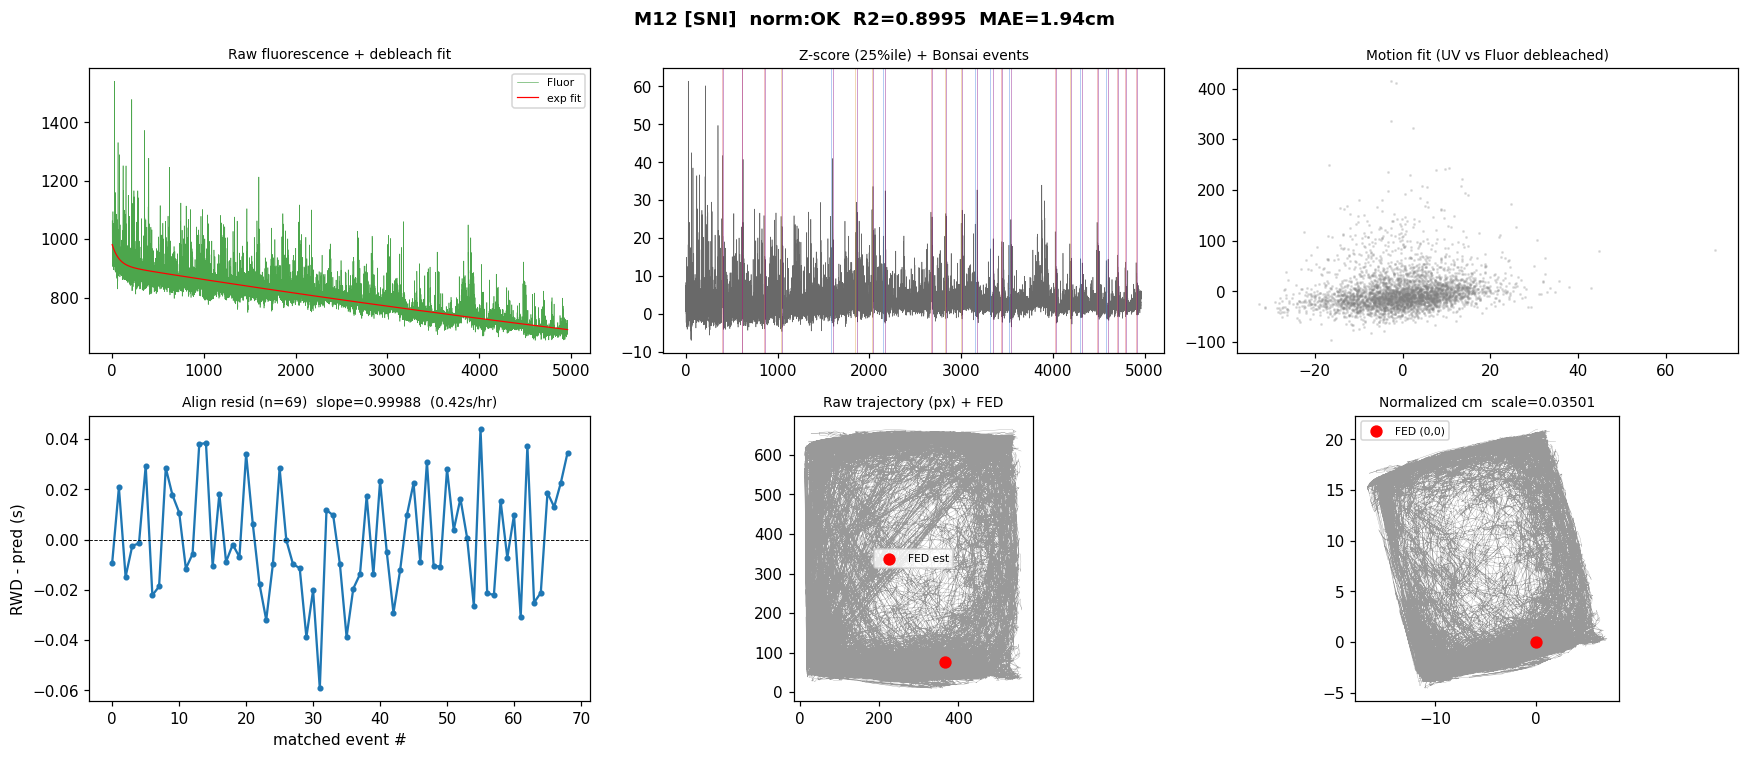 M12 [SNI]  norm:OK  R2=0.8995  MAE=1.94cm
Raw fluorescence + debleach fit
Fluor
exp fit
1400
1200
1000
800
0 1000 2000 3000 4000 5000
Z-score (25%ile) + Bonsai events
60
50
40
30
20
10
0
−10
0 1000 2000 3000 4000 5000
Motion fit (UV vs Fluor debleached)
400
300
200
100
0
−100
−20 0 20 40 60
Align resid (n=69)  slope=0.99988  (0.42s/hr)
RWD - pred (s)
0.04
0.02
0.00
−0.02
−0.04
−0.06
0 10 20 30 40 50 60 70
matched event #
Raw trajectory (px) + FED
600
500
400
300
200
100
0
FED est
0 200 400
Normalized cm  scale=0.03501
FED (0,0)
20
15
10
5
0
−5
−10 0